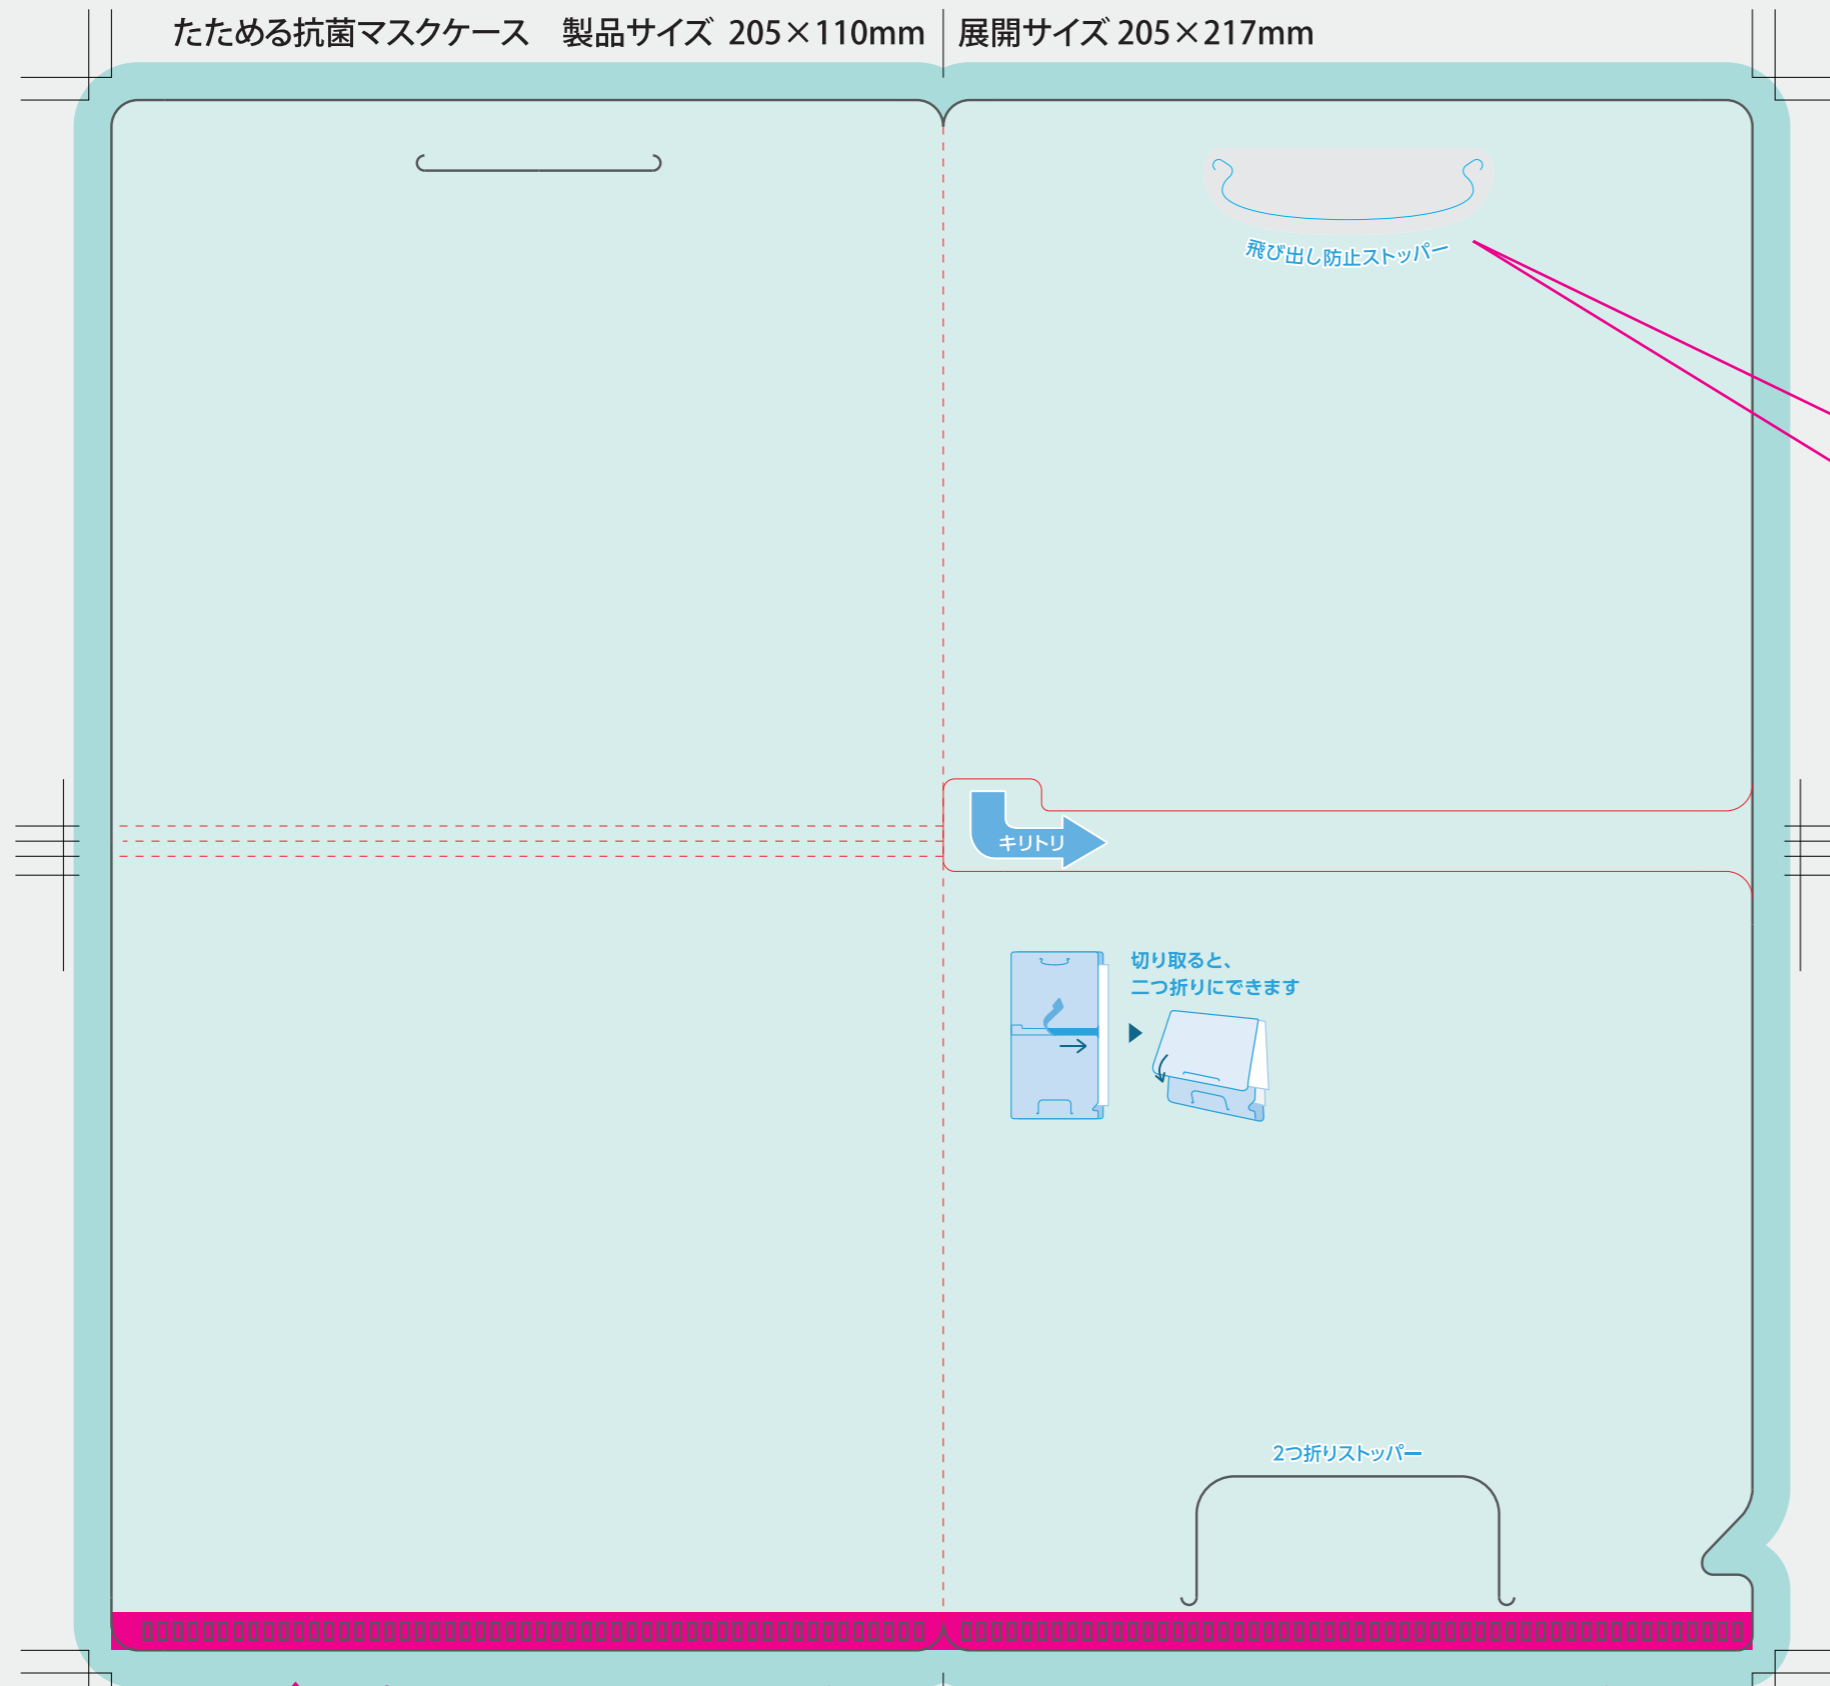 たためる抗菌マスクケース　製品サイズ 205×110mm
展開サイズ 205×217mm
飛び出し防止ストッパー
キリトリ
切り取ると、
二つ折りにできます
2つ折りストッパー